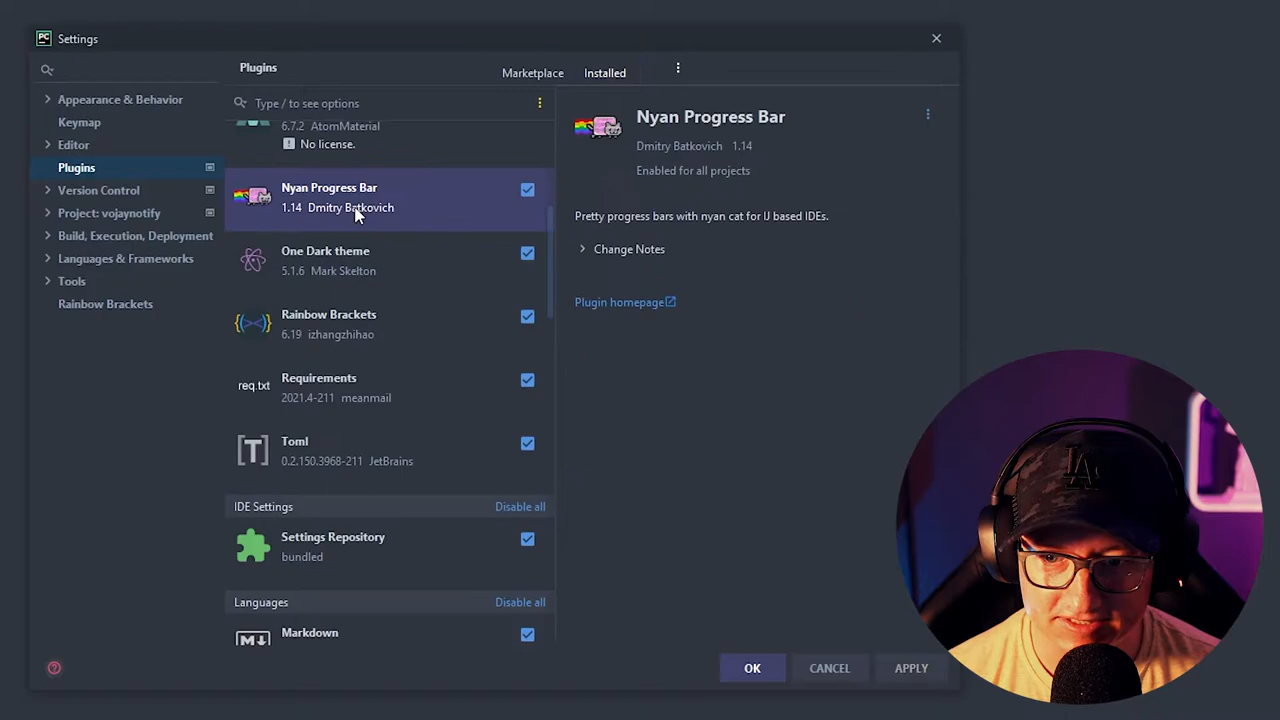 PC Settings
Appearance & Behavior
Keymap
Editor
Plugins
Version Control
Project: vojaynotify
Build, Execution, Deployment
Languages & Frameworks
Tools
Rainbow Brackets
Plugins
Marketplace
Installed
Type / to see options
6.7.2 AtomMaterial
No license.
Nyan Progress Bar
1.14 Dmitry Batkovich
One Dark theme
5.1.6 Mark Skelton
Rainbow Brackets
6.19 izhangzhihao
req.txt
Requirements
2021.4-211 meanmail
[T]
Toml
0.2.150.3968-211 JetBrains
IDE Settings
Disable all
Settings Repository
bundled
Languages
Disable all
M
Markdown
Nyan Progress Bar
Dmitry Batkovich 1.14
Enabled for all projects
Pretty progress bars with nyan cat for IJ based IDEs.
Change Notes
Plugin homepage
?
OK
CANCEL
APPLY
LA